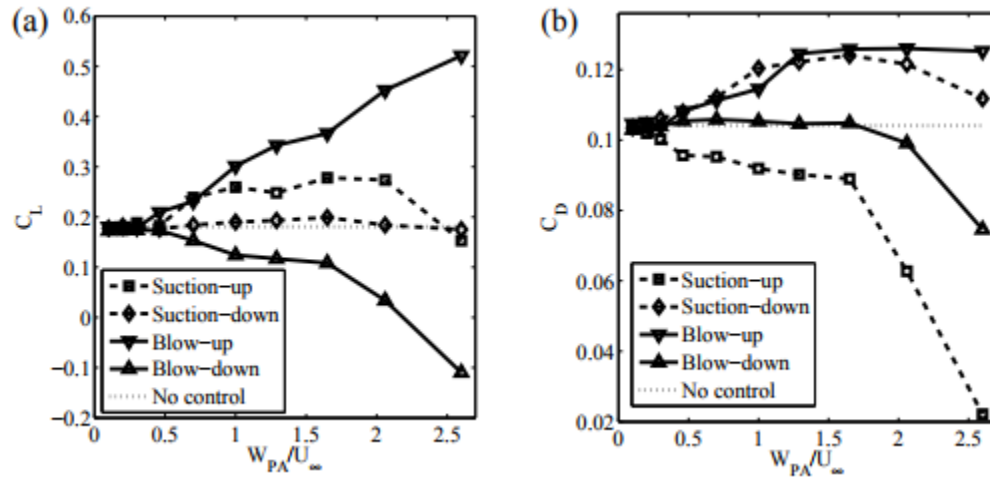 (a)
0.6
0.5
0.4
0.3
0.2
0.1
0
−0.1
−0.2
C_L
Suction−up
Suction−down
Blow−up
Blow−down
No control
0 0.5 1 1.5 2 2.5
W_PA/U_∞
(b)
0.12
0.1
0.08
0.06
0.04
0.02
C_D
Suction−up
Suction−down
Blow−up
Blow−down
No control
0 0.5 1 1.5 2 2.5
W_PA/U_∞